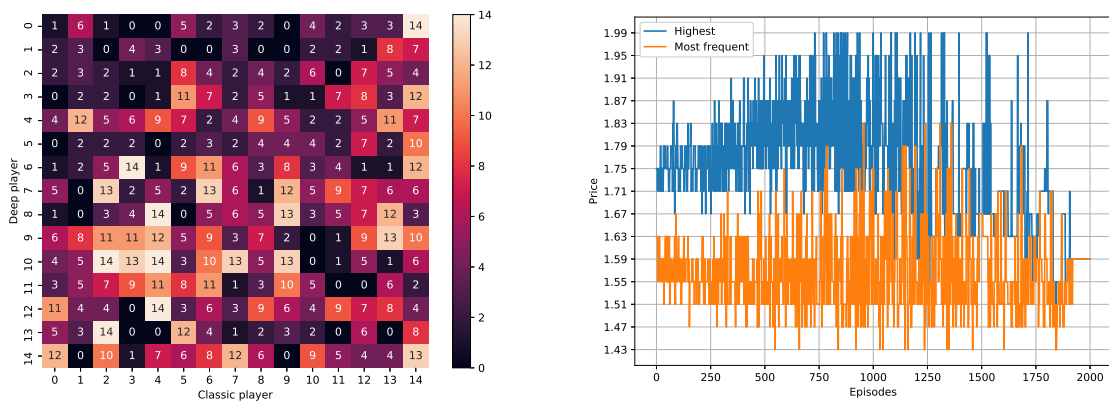 0 1 6 1 0 0 5 2 3 2 0 4 2 3 3 14
1 2 3 0 4 3 0 0 3 0 0 2 2 1 8 7
2 2 3 2 1 1 8 4 2 4 2 6 0 7 5 4
3 0 2 2 0 1 11 7 2 5 1 1 7 8 3 12
4 4 12 5 6 9 7 2 4 9 5 2 2 5 11 7
5 0 2 2 2 0 2 3 2 4 4 4 2 7 2 10
6 1 2 5 14 1 9 11 6 3 8 3 4 1 1 12
7 5 0 13 2 5 2 13 6 1 12 5 9 7 6 6
8 1 0 3 4 14 0 5 6 5 13 3 5 7 12 3
9 6 8 11 11 12 5 9 3 7 2 0 1 9 13 10
10 4 5 14 13 14 3 10 13 5 13 0 0 1 4 6
11 3 5 7 9 11 8 11 1 3 10 5 0 0 2 2
12 11 4 4 0 14 3 2 6 9 6 4 9 7 8 4
13 5 3 14 0 0 12 4 1 2 3 2 0 6 0 8
14 12 0 10 1 7 6 8 12 6 0 9 5 4 4 13
0 1 2 3 4 5 6 7 8 9 10 11 12 13 14
Classic player
Deep player
14
12
10
8
6
4
2
0
Highest
Most frequent
1.99
1.95
1.91
1.87
1.83
1.79
1.75
1.71
1.67
1.63
1.59
1.55
1.51
1.47
1.43
Price
0 250 500 750 1000 1250 1500 1750 2000
Episodes